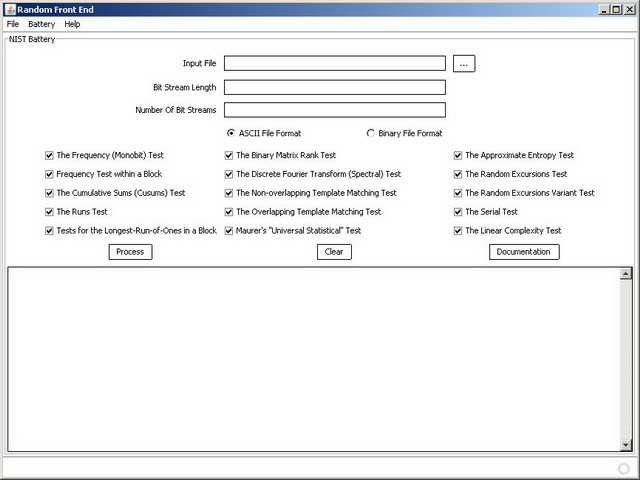 Random Front End
File Battery Help
NIST Battery
Input File ...
Bit Stream Length
Number Of Bit Streams
ASCII File Format Binary File Format
The Frequency (Monobit) Test The Binary Matrix Rank Test The Approximate Entropy Test
Frequency Test within a Block The Discrete Fourier Transform (Spectral) Test The Random Excursions Test
The Cumulative Sums (Cusums) Test The Non-overlapping Template Matching Test The Random Excursions Variant Test
The Runs Test The Overlapping Template Matching Test The Serial Test
Tests for the Longest-Run-of-Ones in a Block Maurer's "Universal Statistical" Test The Linear Complexity Test
Process Clear Documentation